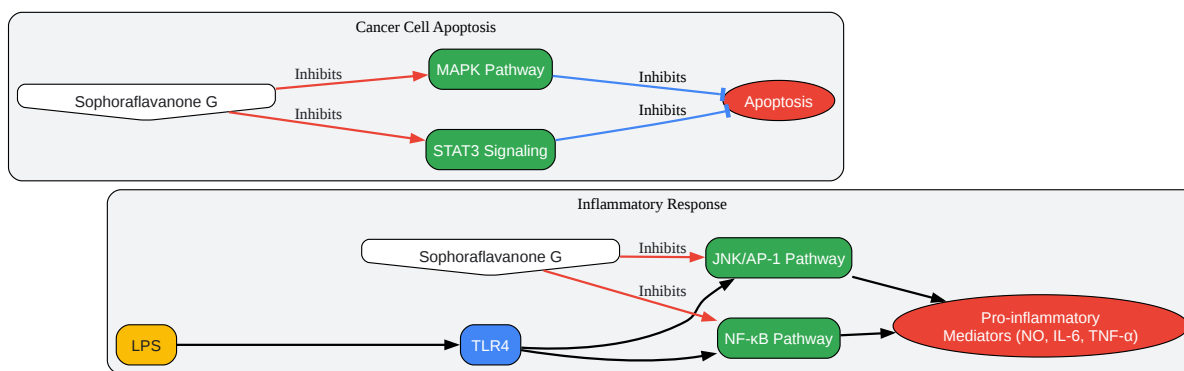 Cancer Cell Apoptosis
Sophoraflavanone G
Inhibits
Inhibits
MAPK Pathway
STAT3 Signaling
Inhibits
Inhibits
Apoptosis
Inflammatory Response
Sophoraflavanone G
Inhibits
Inhibits
JNK/AP-1 Pathway
LPS
TLR4
NF-κB Pathway
Pro-inflammatory
Mediators (NO, IL-6, TNF-α)